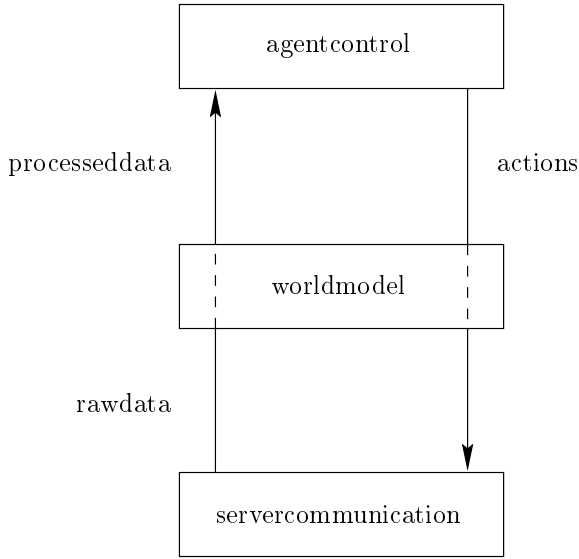 agentcontrol
processeddata
actions
worldmodel
rawdata
servercommunication